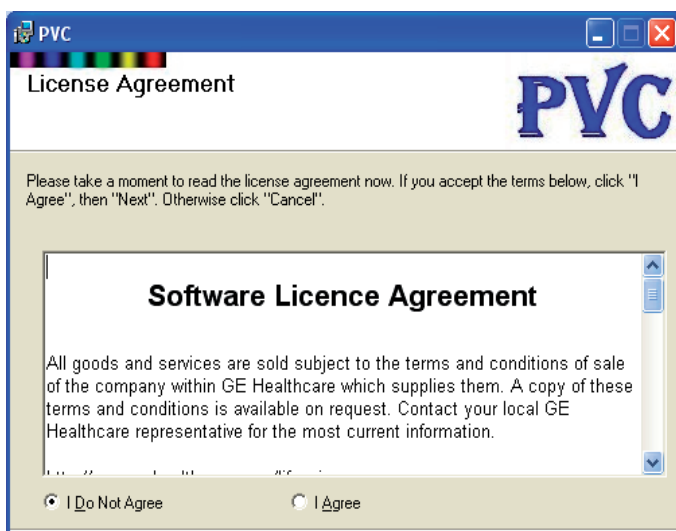 PVC
License Agreement
PVC
Please take a moment to read the license agreement now. If you accept the terms below, click "I
Agree", then "Next". Otherwise click "Cancel".
Software Licence Agreement
All goods and services are sold subject to the terms and conditions of sale
of the company within GE Healthcare which supplies them. A copy of these
terms and conditions is available on request. Contact your local GE
Healthcare representative for the most current information.
I Do Not Agree
I Agree